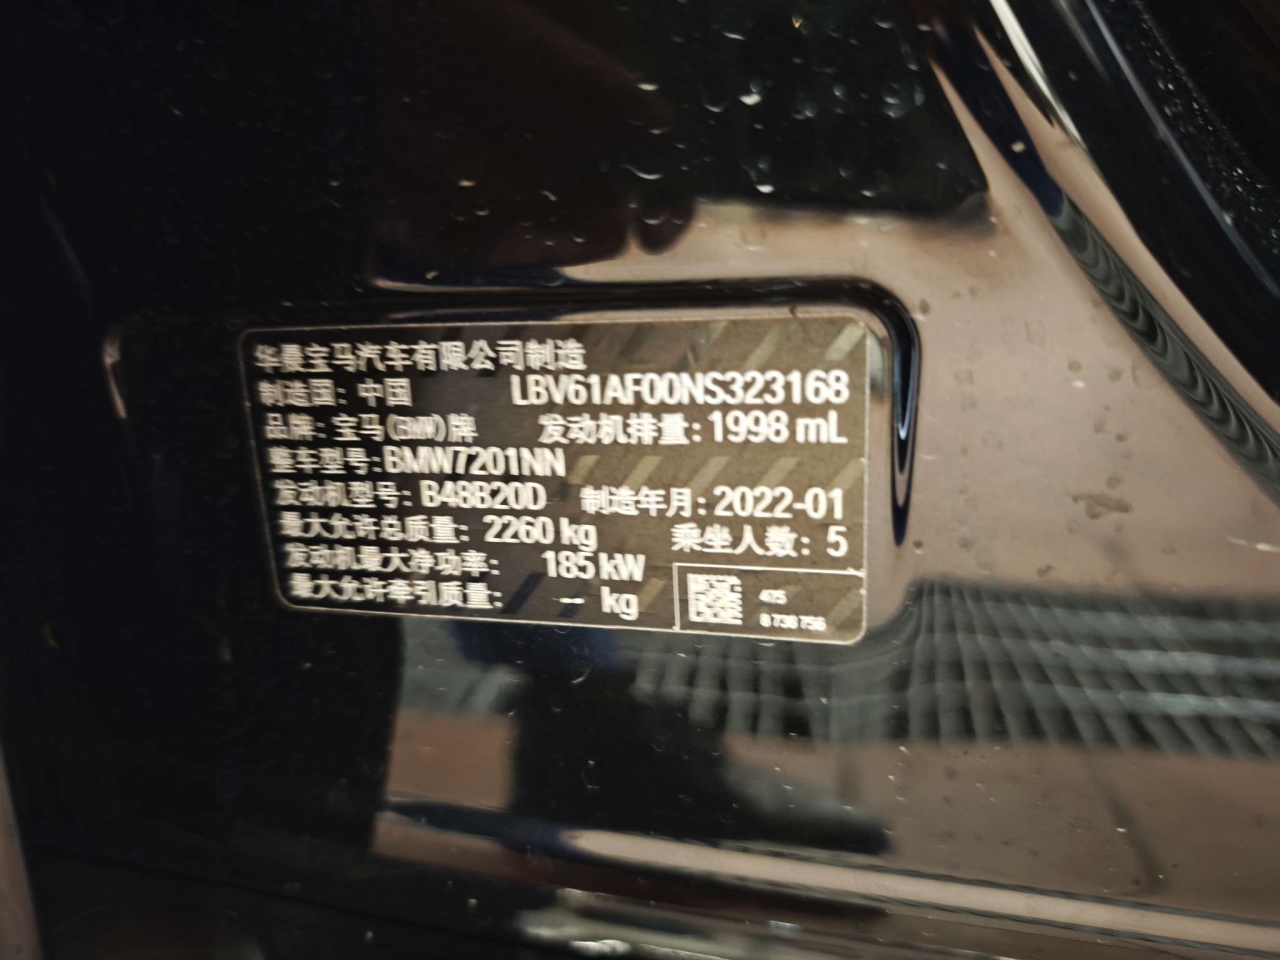 华晨宝马汽车有限公司制造
制造国: 中国 LBV61AF00NS323168
品牌: 宝马(BMW)牌 发动机排量: 1998 mL
整车型号: BMW7201NN
发动机型号: B48B20D 制造年月: 2022-01
最大允许总质量: 2260 kg 乘坐人数: 5
发动机最大净功率: 185 kW
最大允许牵引质量: — kg
475
8736756